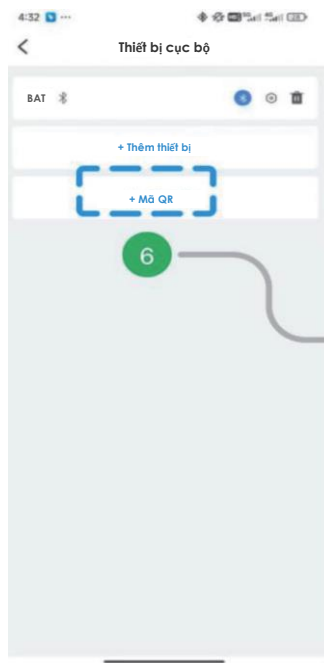 4:32
Thiết bị cục bộ
BAT
+ Thêm thiết bị
+ Mã QR
6